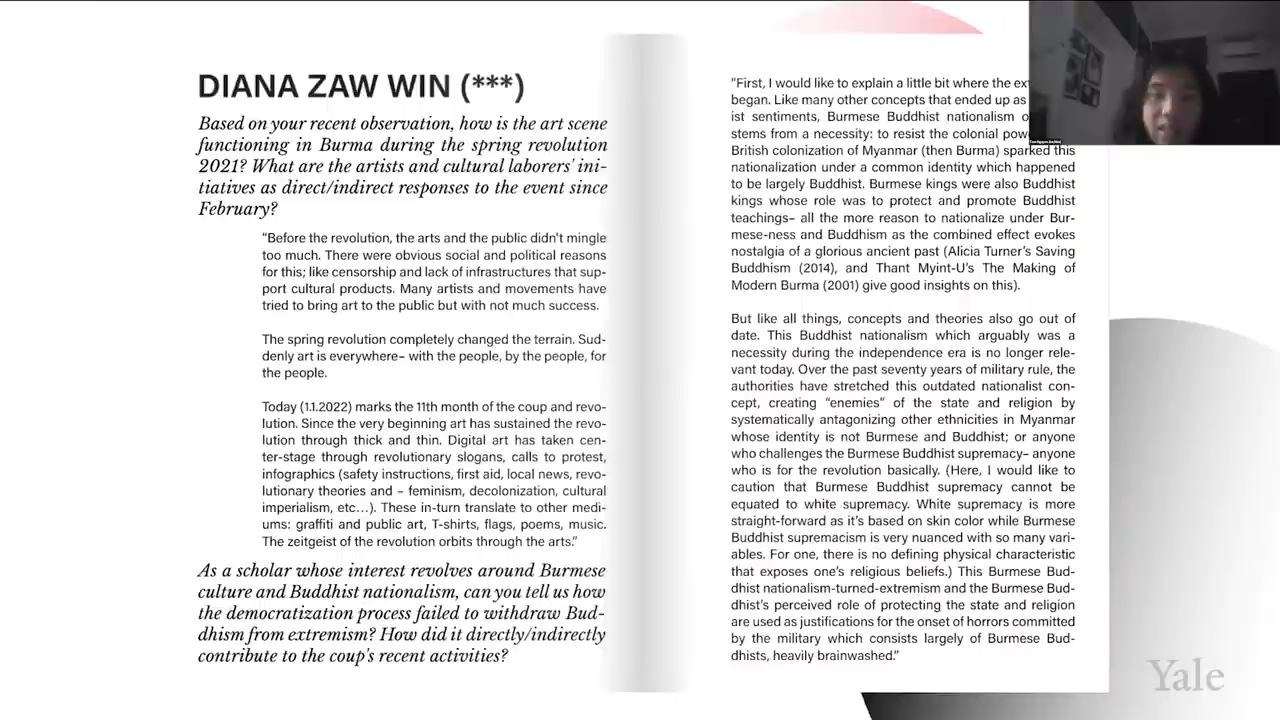 DIANA ZAW WIN (***)
Based on your recent observation, how is the art scene
functioning in Burma during the spring revolution
2021? What are the artists and cultural laborers' ini-
tiatives as direct/indirect responses to the event since
February?
“Before the revolution, the arts and the public didn't mingle
too much. There were obvious social and political reasons
for this; like censorship and lack of infrastructures that sup-
port cultural products. Many artists and movements have
tried to bring art to the public but with not much success.
The spring revolution completely changed the terrain. Sud-
denly art is everywhere– with the people, by the people, for
the people.
Today (1.1.2022) marks the 11th month of the coup and revo-
lution. Since the very beginning art has sustained the revo-
lution through thick and thin. Digital art has taken cen-
ter-stage through revolutionary slogans, calls to protest,
infographics (safety instructions, first aid, local news, revo-
lutionary theories and – feminism, decolonization, cultural
imperialism, etc...). These in-turn translate to other medi-
ums: graffiti and public art, T-shirts, flags, poems, music.
The zeitgeist of the revolution orbits through the arts.”
As a scholar whose interest revolves around Burmese
culture and Buddhist nationalism, can you tell us how
the democratization process failed to withdraw Bud-
dhism from extremism? How did it directly/indirectly
contribute to the coup's recent activities?
“First, I would like to explain a little bit where the
began. Like many other concepts that ended up as
ist sentiments, Burmese Buddhist nationalism
stems from a necessity: to resist the colonial
British colonization of Myanmar (then Burma) sparked this
nationalization under a common identity which happened
to be largely Buddhist. Burmese kings were also Buddhist
kings whose role was to protect and promote Buddhist
teachings– all the more reason to nationalize under Bur-
mese-ness and Buddhism as the combined effect evokes
nostalgia of a glorious ancient past (Alicia Turner's Saving
Buddhism (2014), and Thant Myint-U's The Making of
Modern Burma (2001) give good insights on this).
But like all things, concepts and theories also go out of
date. This Buddhist nationalism which arguably was a
necessity during the independence era is no longer rele-
vant today. Over the past seventy years of military rule, the
authorities have stretched this outdated nationalist con-
cept, creating “enemies” of the state and religion by
systematically antagonizing other ethnicities in Myanmar
whose identity is not Burmese and Buddhist; or anyone
who challenges the Burmese Buddhist supremacy– anyone
who is for the revolution basically. (Here, I would like to
caution that Burmese Buddhist supremacy cannot be
equated to white supremacy. White supremacy is more
straight-forward as it's based on skin color while Burmese
Buddhist supremacism is very nuanced with so many vari-
ables. For one, there is no defining physical characteristic
that exposes one's religious beliefs.) This Burmese Bud-
dhist nationalism-turned-extremism and the Burmese Bud-
dhist's perceived role of protecting the state and religion
are used as justifications for the onset of horrors committed
by the military which consists largely of Burmese Bud-
dhists, heavily brainwashed.”
Yale